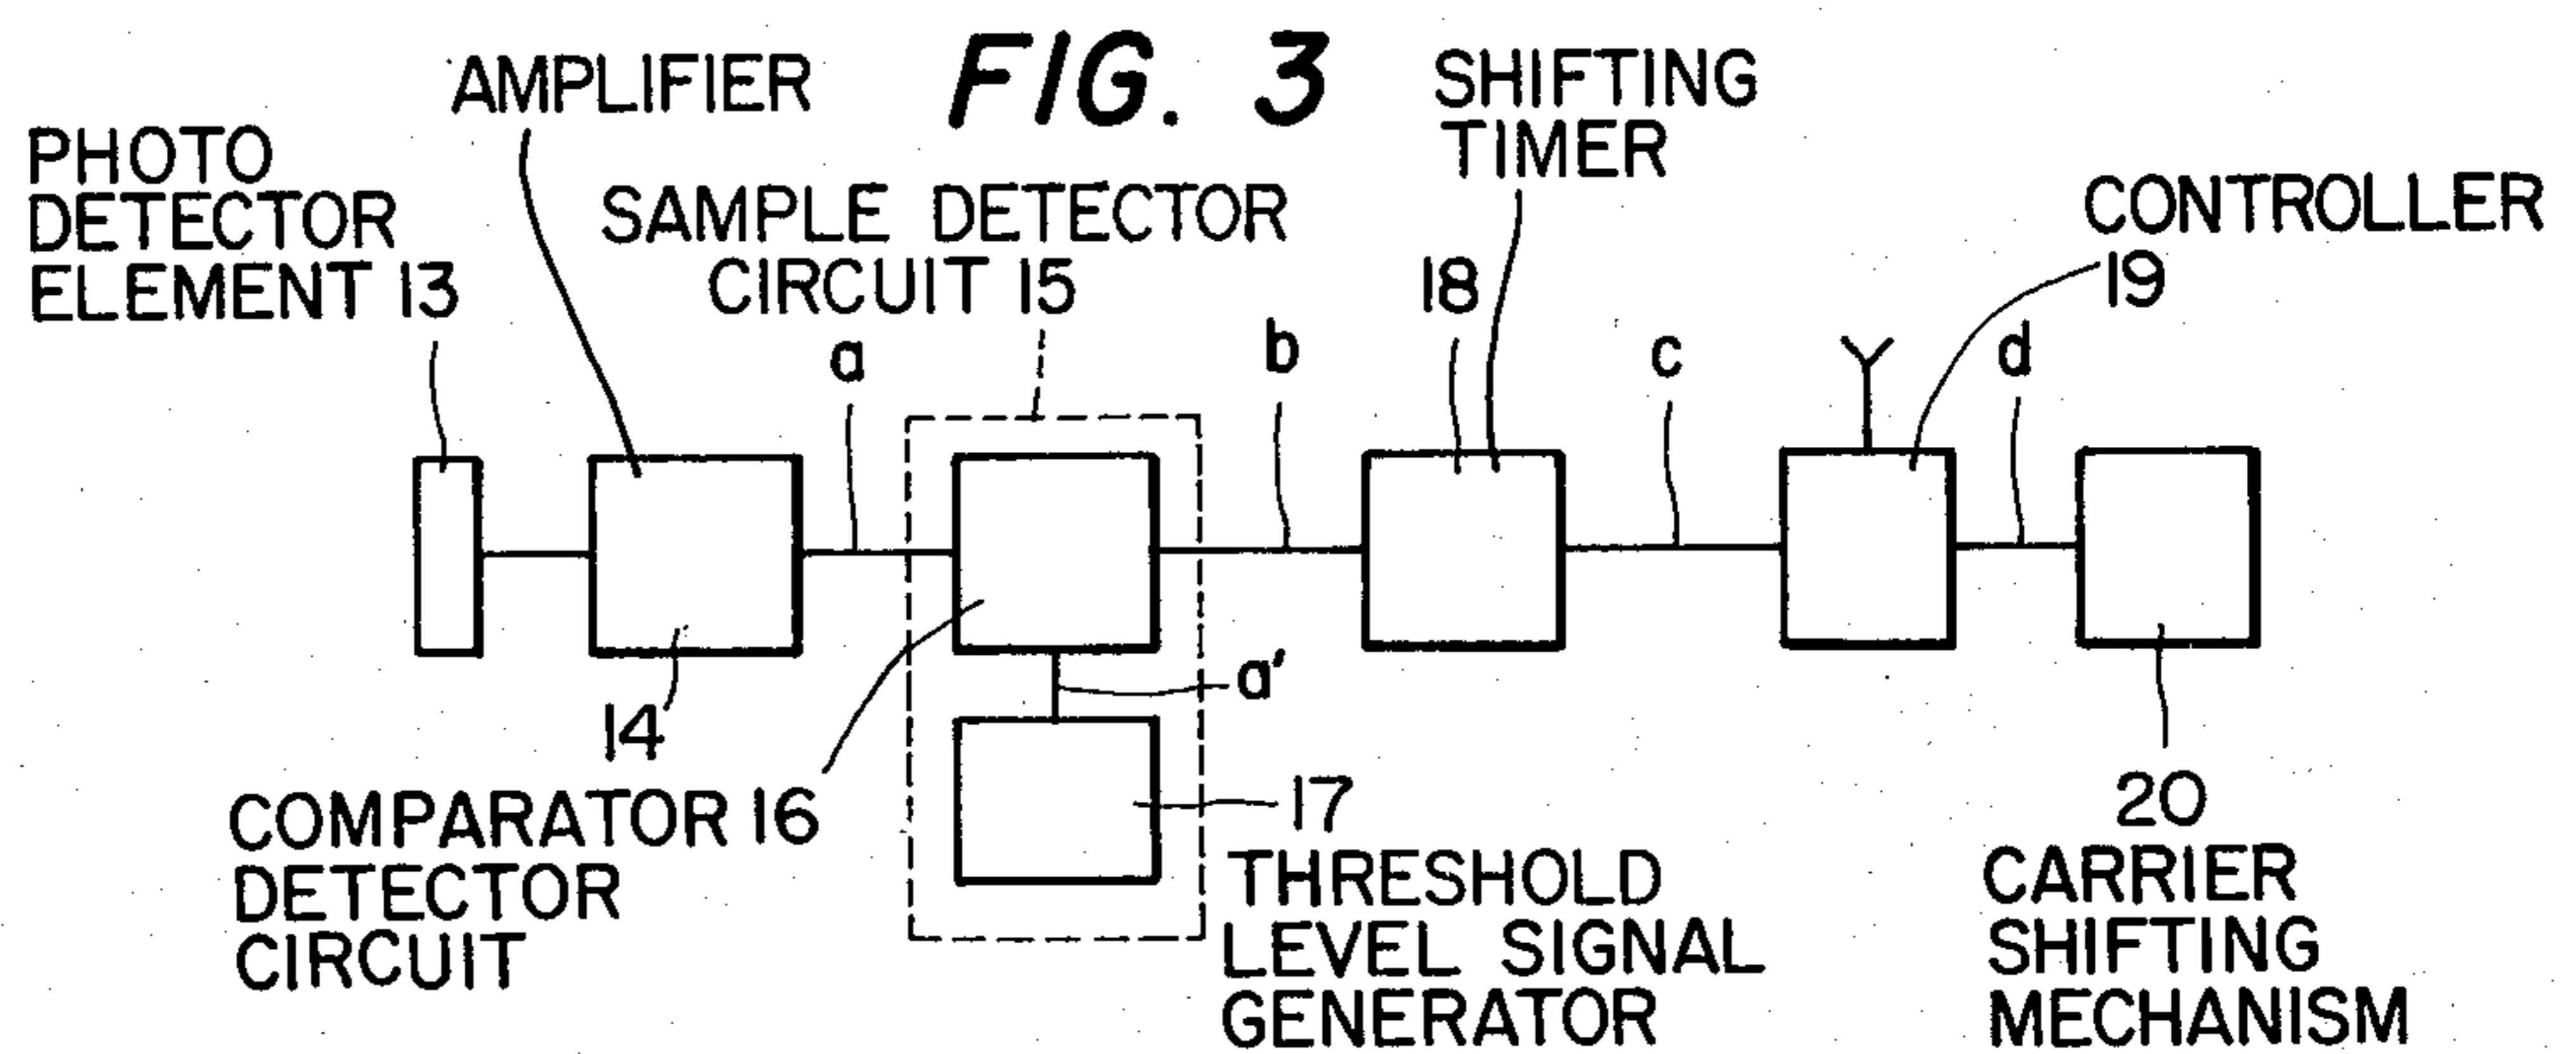 FIG. 3
AMPLIFIER
SHIFTING
TIMER
PHOTO
DETECTOR
ELEMENT 13
SAMPLE DETECTOR
CIRCUIT 15
CONTROLLER
19
18
a
b
c
d
a'
14
COMPARATOR 16
DETECTOR
CIRCUIT
17
THRESHOLD
LEVEL SIGNAL
GENERATOR
20
CARRIER
SHIFTING
MECHANISM